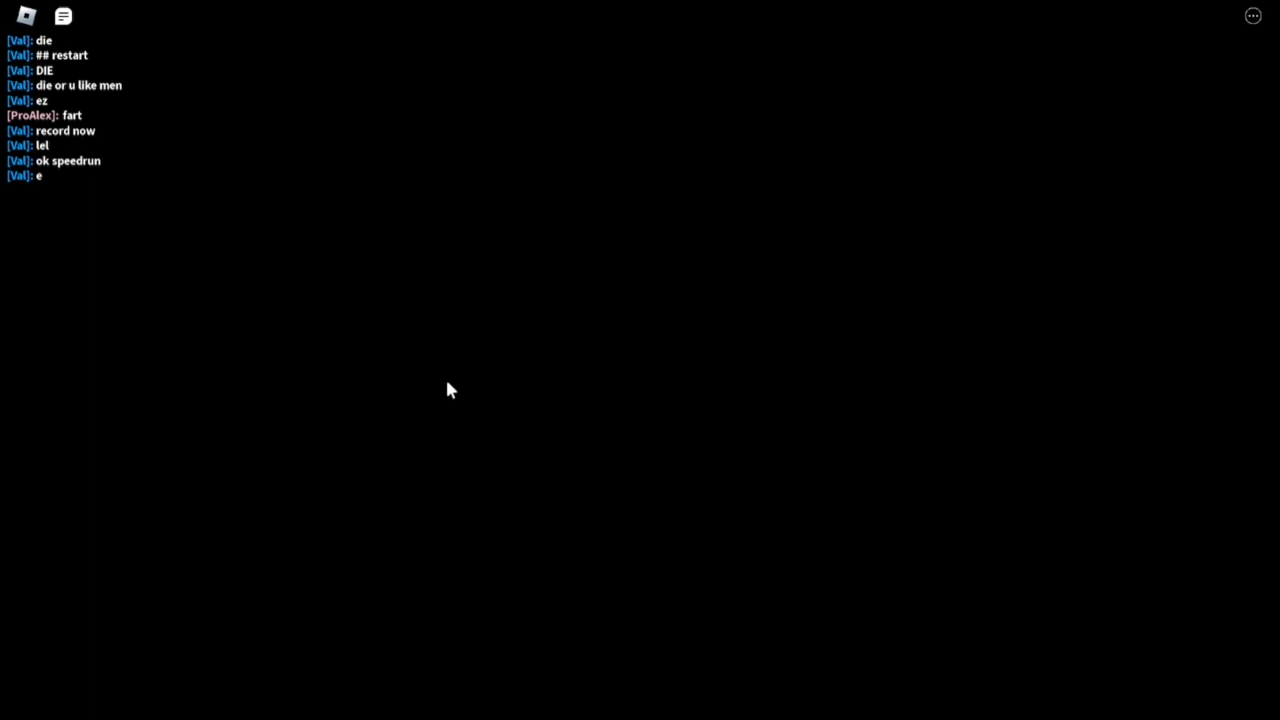 [Val]: die
[Val]: ## restart
[Val]: DIE
[Val]: die or u like men
[Val]: ez
[ProAlex]: fart
[Val]: record now
[Val]: lel
[Val]: ok speedrun
[Val]: e